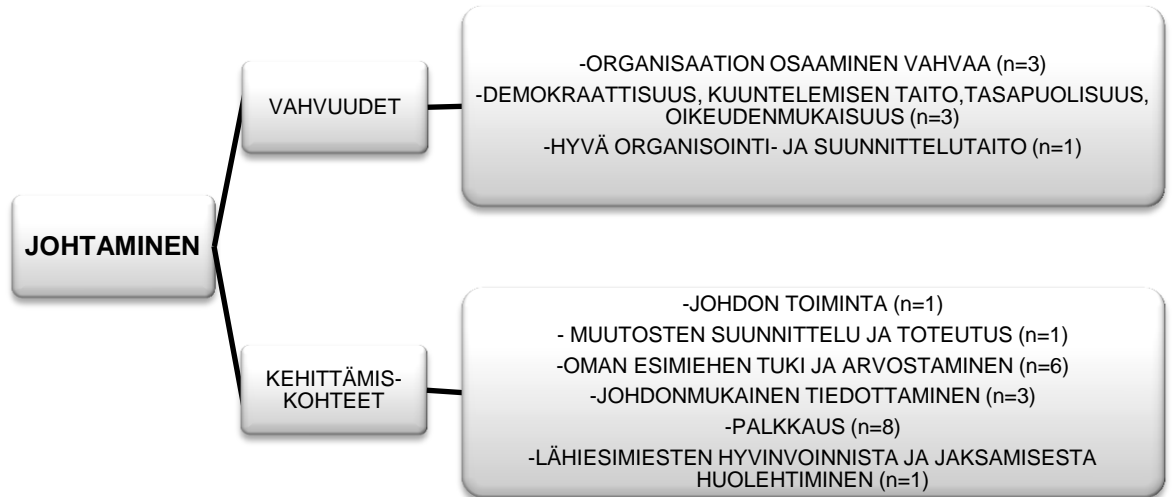 JOHTAMINEN
VAHVUUDET
-ORGANISAATION OSAAMINEN VAHVAA (n=3)
-DEMOKRAATTISUUS, KUUNTELEMISEN TAITO,TASAPUOLISUUS,
OIKEUDENMUKAISUUS (n=3)
-HYVÄ ORGANISOINTI- JA SUUNNITTELUTAITO (n=1)
KEHITTÄMIS-
KOHTEET
-JOHDON TOIMINTA (n=1)
- MUUTOSTEN SUUNNITTELU JA TOTEUTUS (n=1)
-OMAN ESIMIEHEN TUKI JA ARVOSTAMINEN (n=6)
-JOHDONMUKAINEN TIEDOTTAMINEN (n=3)
-PALKKAUS (n=8)
-LÄHIESIMIESTEN HYVINVOINNISTA JA JAKSAMISESTA
HUOLEHTIMINEN (n=1)